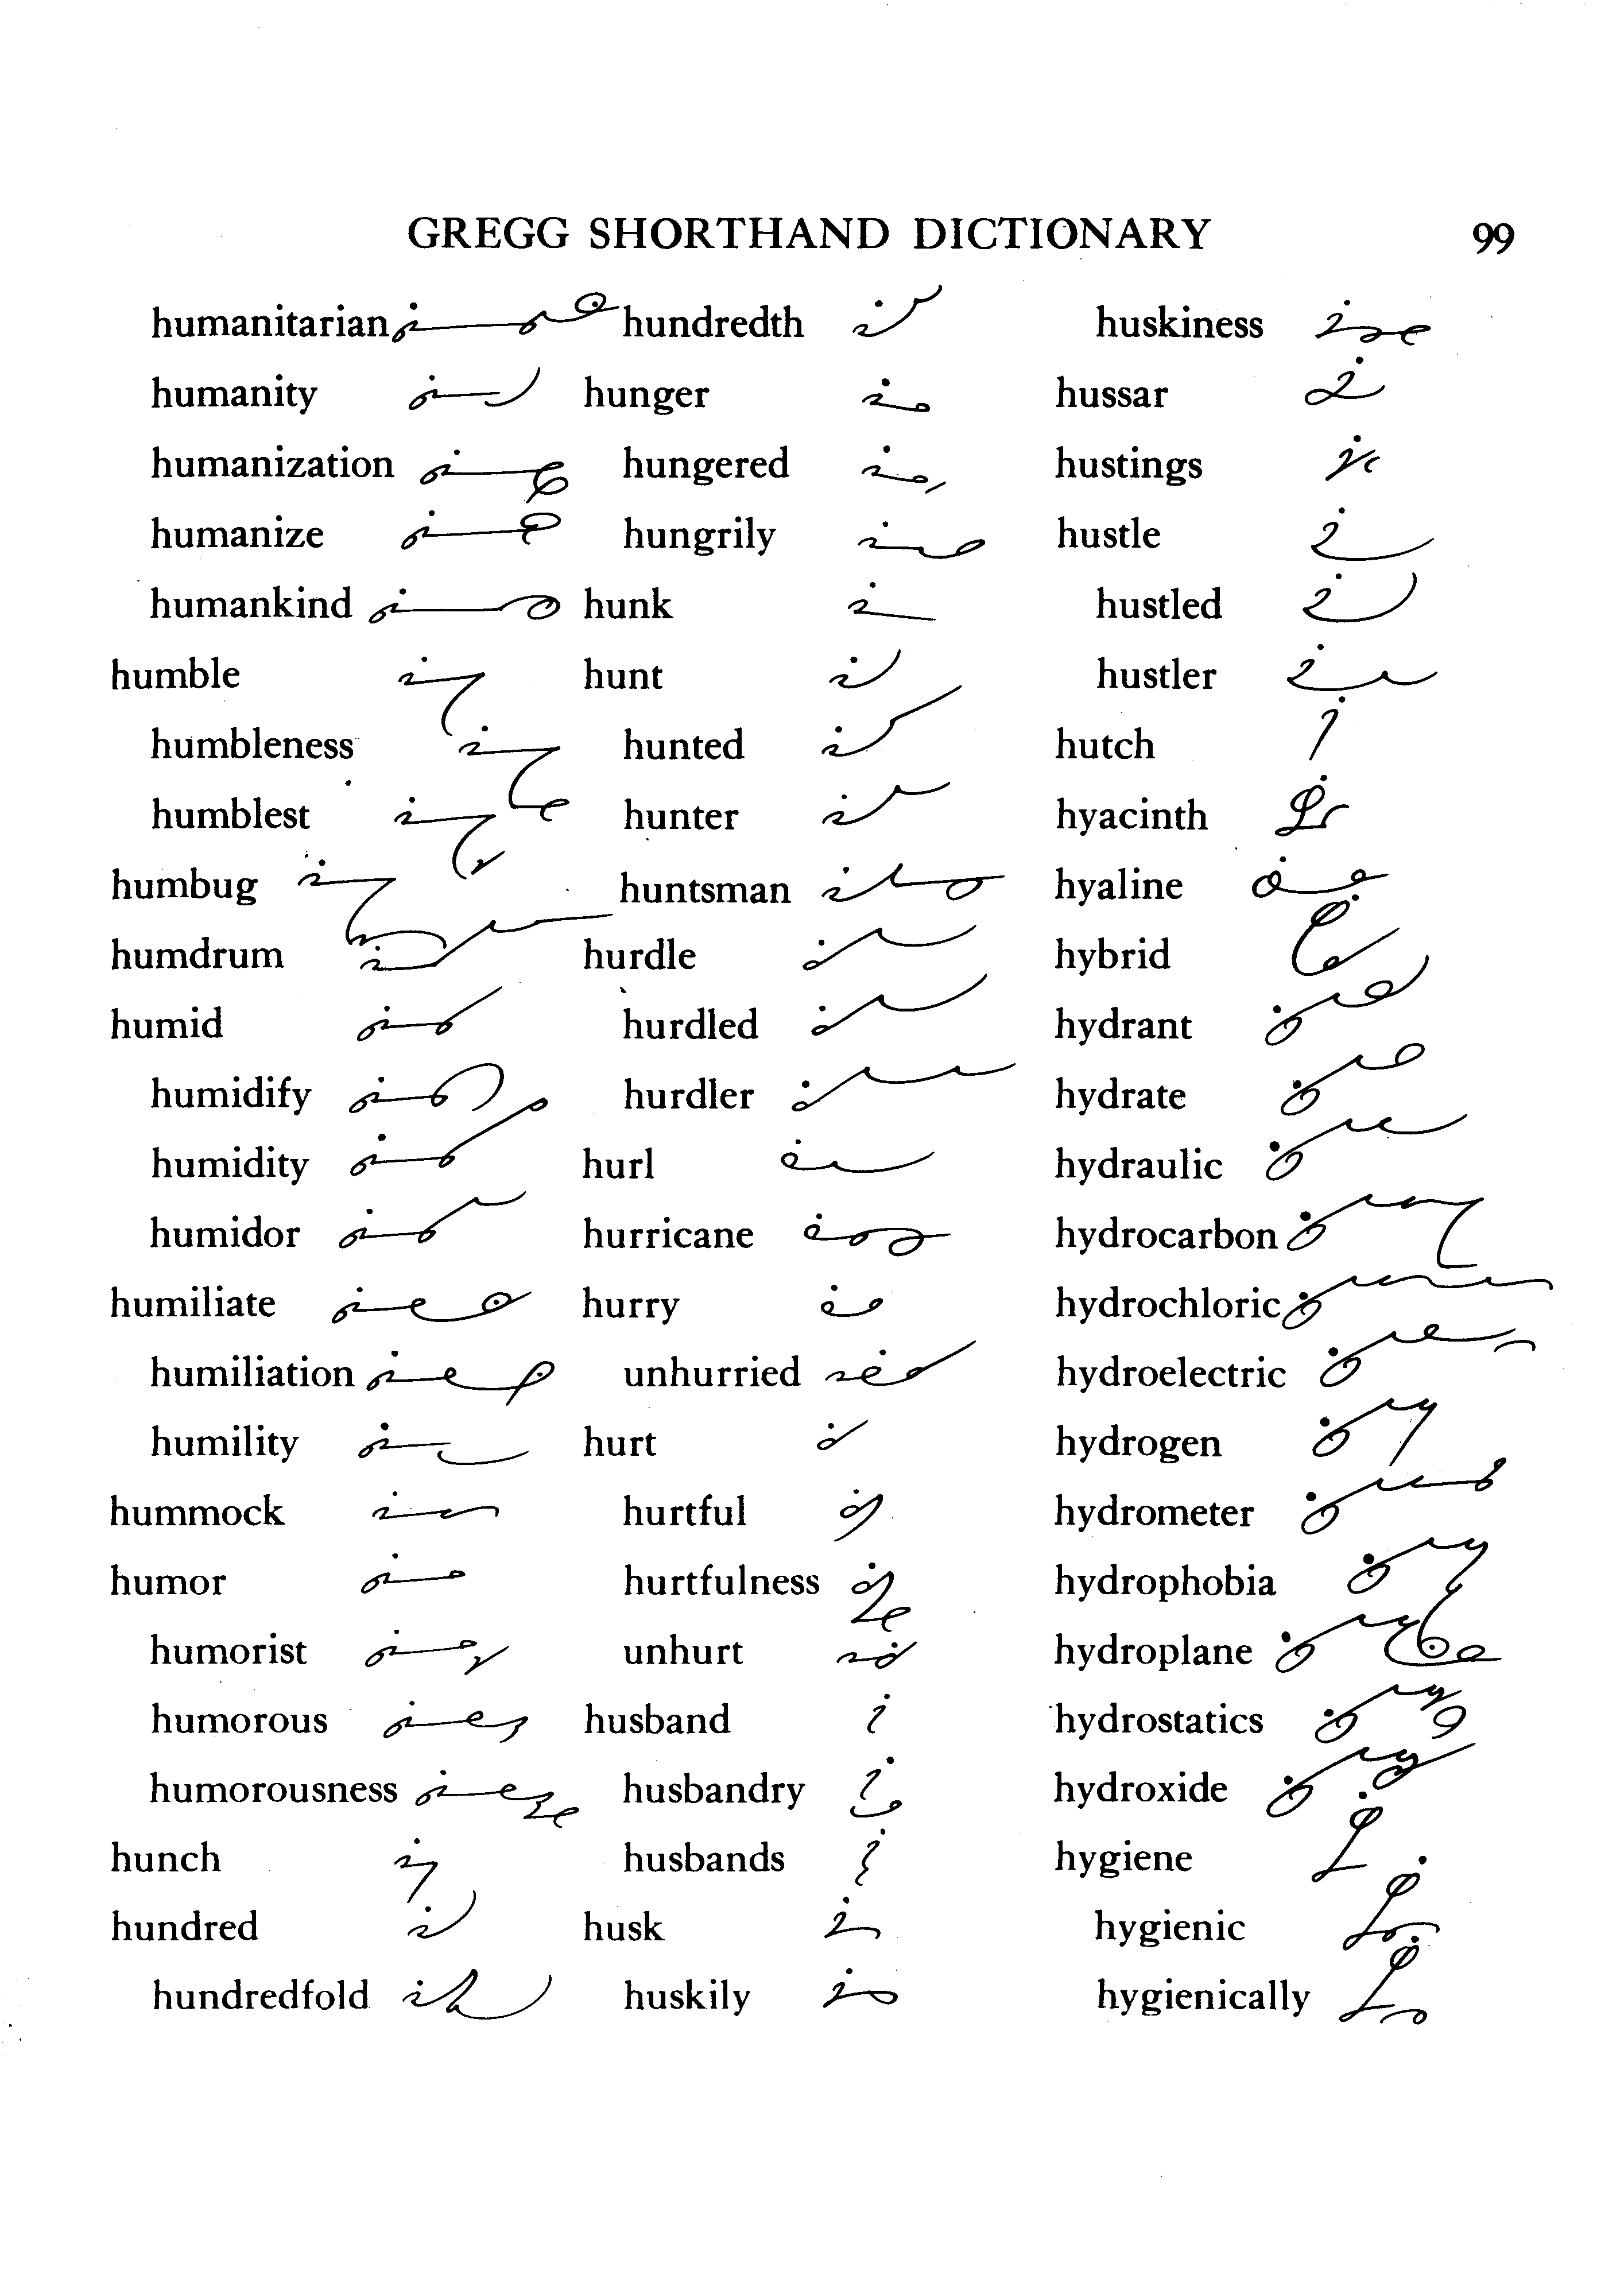 GREGG SHORTHAND DICTIONARY 99
humanitarian
humanity
humanization
humanize
humankind
humble
humbleness
humblest
humbug
humdrum
humid
humidify
humidity
humidor
humiliate
humiliation
humility
hummock
humor
humorist
humorous
humorousness
hunch
hundred
hundredfold
hundredth
hunger
hungered
hungrily
hunk
hunt
hunted
hunter
huntsman
hurdle
hurdled
hurdler
hurl
hurricane
hurry
unhurried
hurt
hurtful
hurtfulness
unhurt
husband
husbandry
husbands
husk
huskily
huskiness
hussar
hustings
hustle
hustled
hustler
hutch
hyacinth
hyaline
hybrid
hydrant
hydrate
hydraulic
hydrocarbon
hydrochloric
hydroelectric
hydrogen
hydrometer
hydrophobia
hydroplane
hydrostatics
hydroxide
hygiene
hygienic
hygienically